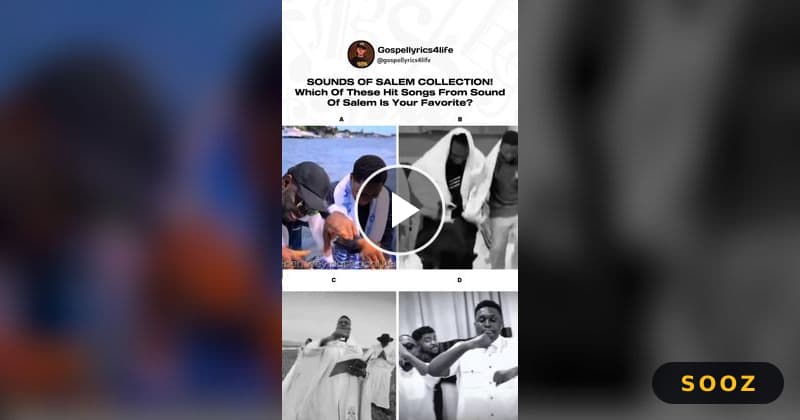 Gospellyrics4life
@gospellyrics4life
SOUNDS OF SALEM COLLECTION!
Which Of These Hit Songs From Sound
Of Salem Is Your Favorite?
A B
C D
SOOZ